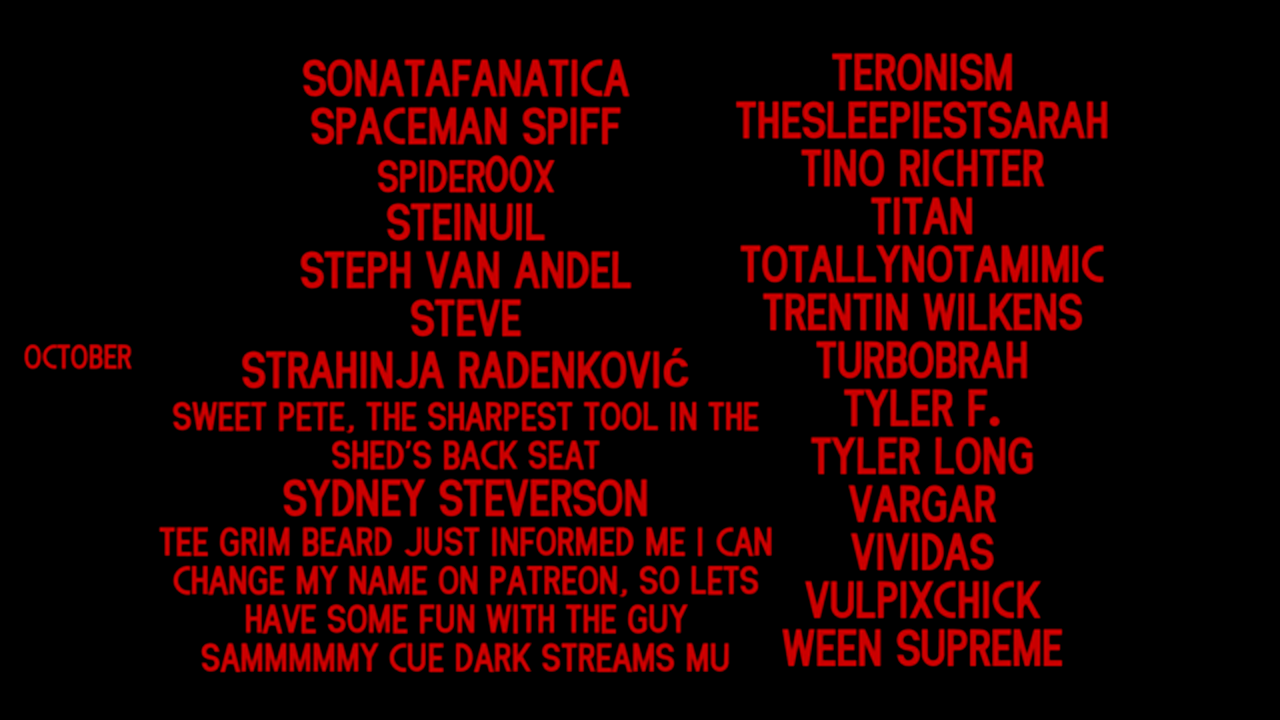 OCTOBER
SONATAFANATICA
SPACEMAN SPIFF
SPIDER00X
STEINUIL
STEPH VAN ANDEL
STEVE
STRAHINJA RADENKOVIĆ
SWEET PETE, THE SHARPEST TOOL IN THE
SHED'S BACK SEAT
SYDNEY STEVERSON
TEE GRIM BEARD JUST INFORMED ME I CAN
CHANGE MY NAME ON PATREON, SO LETS
HAVE SOME FUN WITH THE GUY
SAMMMMMY CUE DARK STREAMS MU
TERONISM
THESLEEPIESTSARAH
TINO RICHTER
TITAN
TOTALLYNOTAMIMIC
TRENTIN WILKENS
TURBOBRAH
TYLER F.
TYLER LONG
VARGAR
VIVIDAS
VULPIXCHICK
WEEN SUPREME